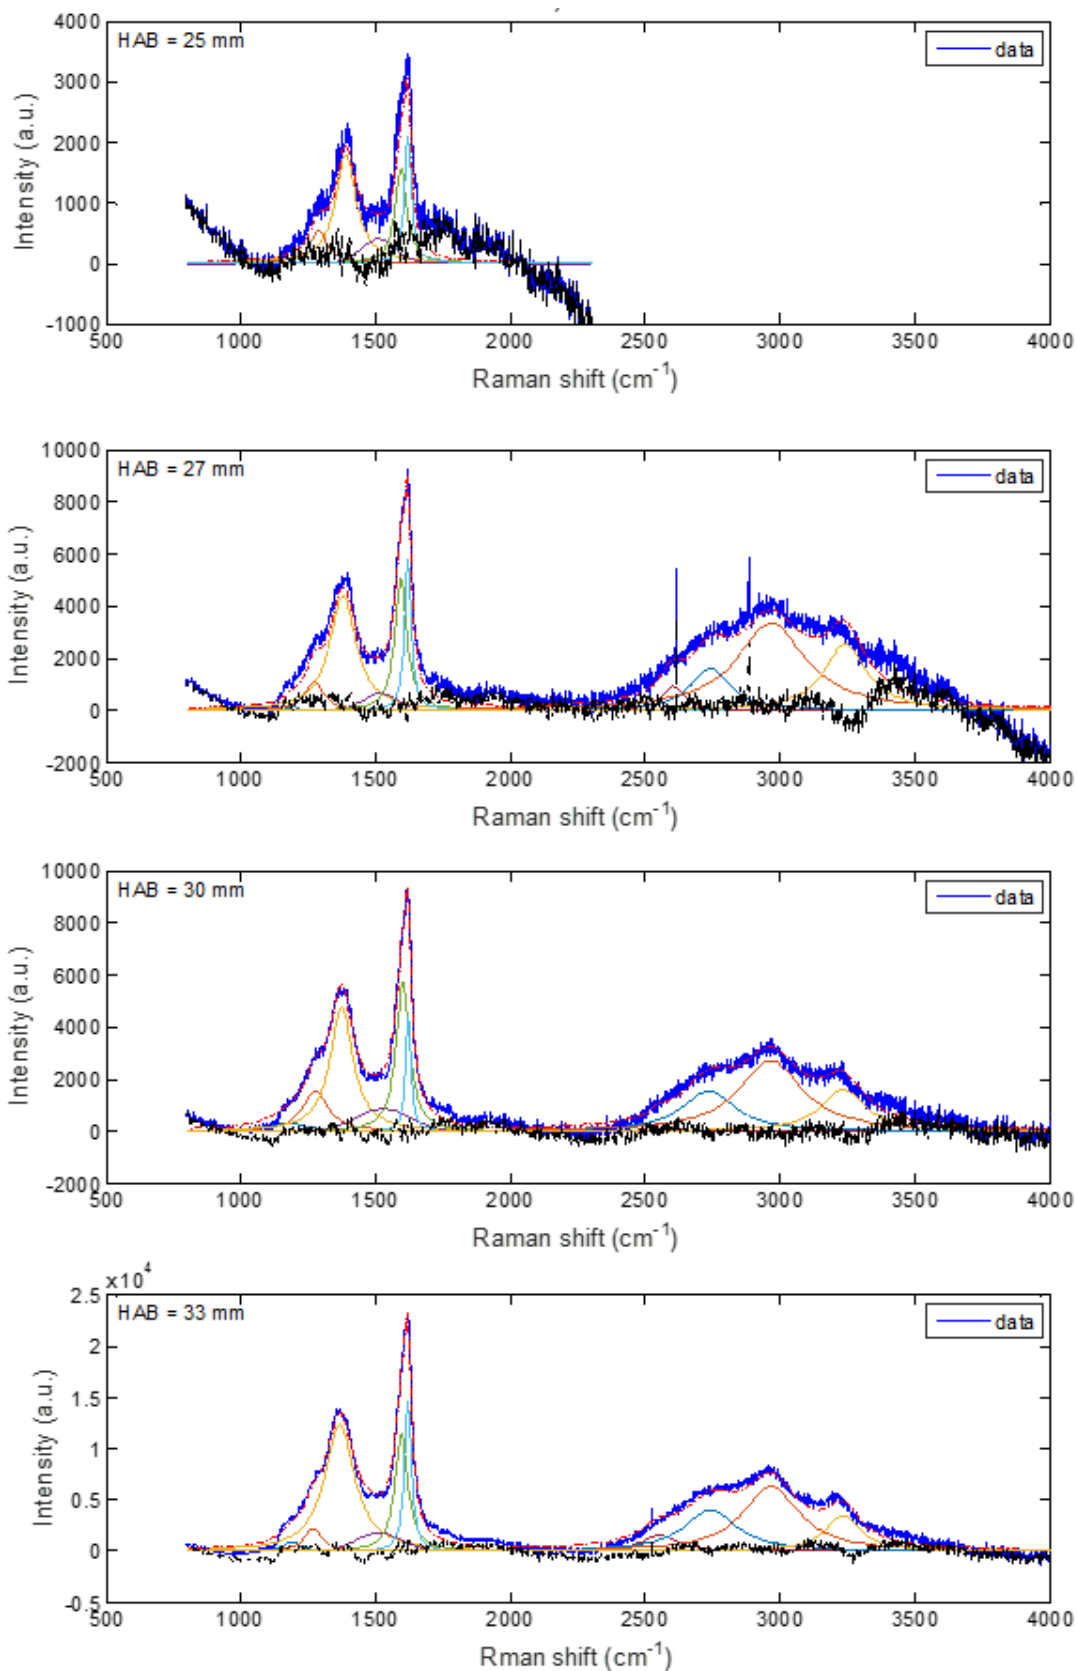 4000
HAB = 25 mm
data
3000
2000
1000
0
-1000
Intensity (a.u.)
500 1000 1500 2000 2500 3000 3500 4000
Raman shift (cm⁻¹)
10000
HAB = 27 mm
data
8000
6000
4000
2000
0
-2000
Intensity (a.u.)
500 1000 1500 2000 2500 3000 3500 4000
Raman shift (cm⁻¹)
10000
HAB = 30 mm
data
8000
6000
4000
2000
0
-2000
Intensity (a.u.)
500 1000 1500 2000 2500 3000 3500 4000
Raman shift (cm⁻¹)
x10⁴
2.5
HAB = 33 mm
data
2
1.5
1
0.5
0
-0.5
Intensity (a.u.)
500 1000 1500 2000 2500 3000 3500 4000
Rman shift (cm⁻¹)